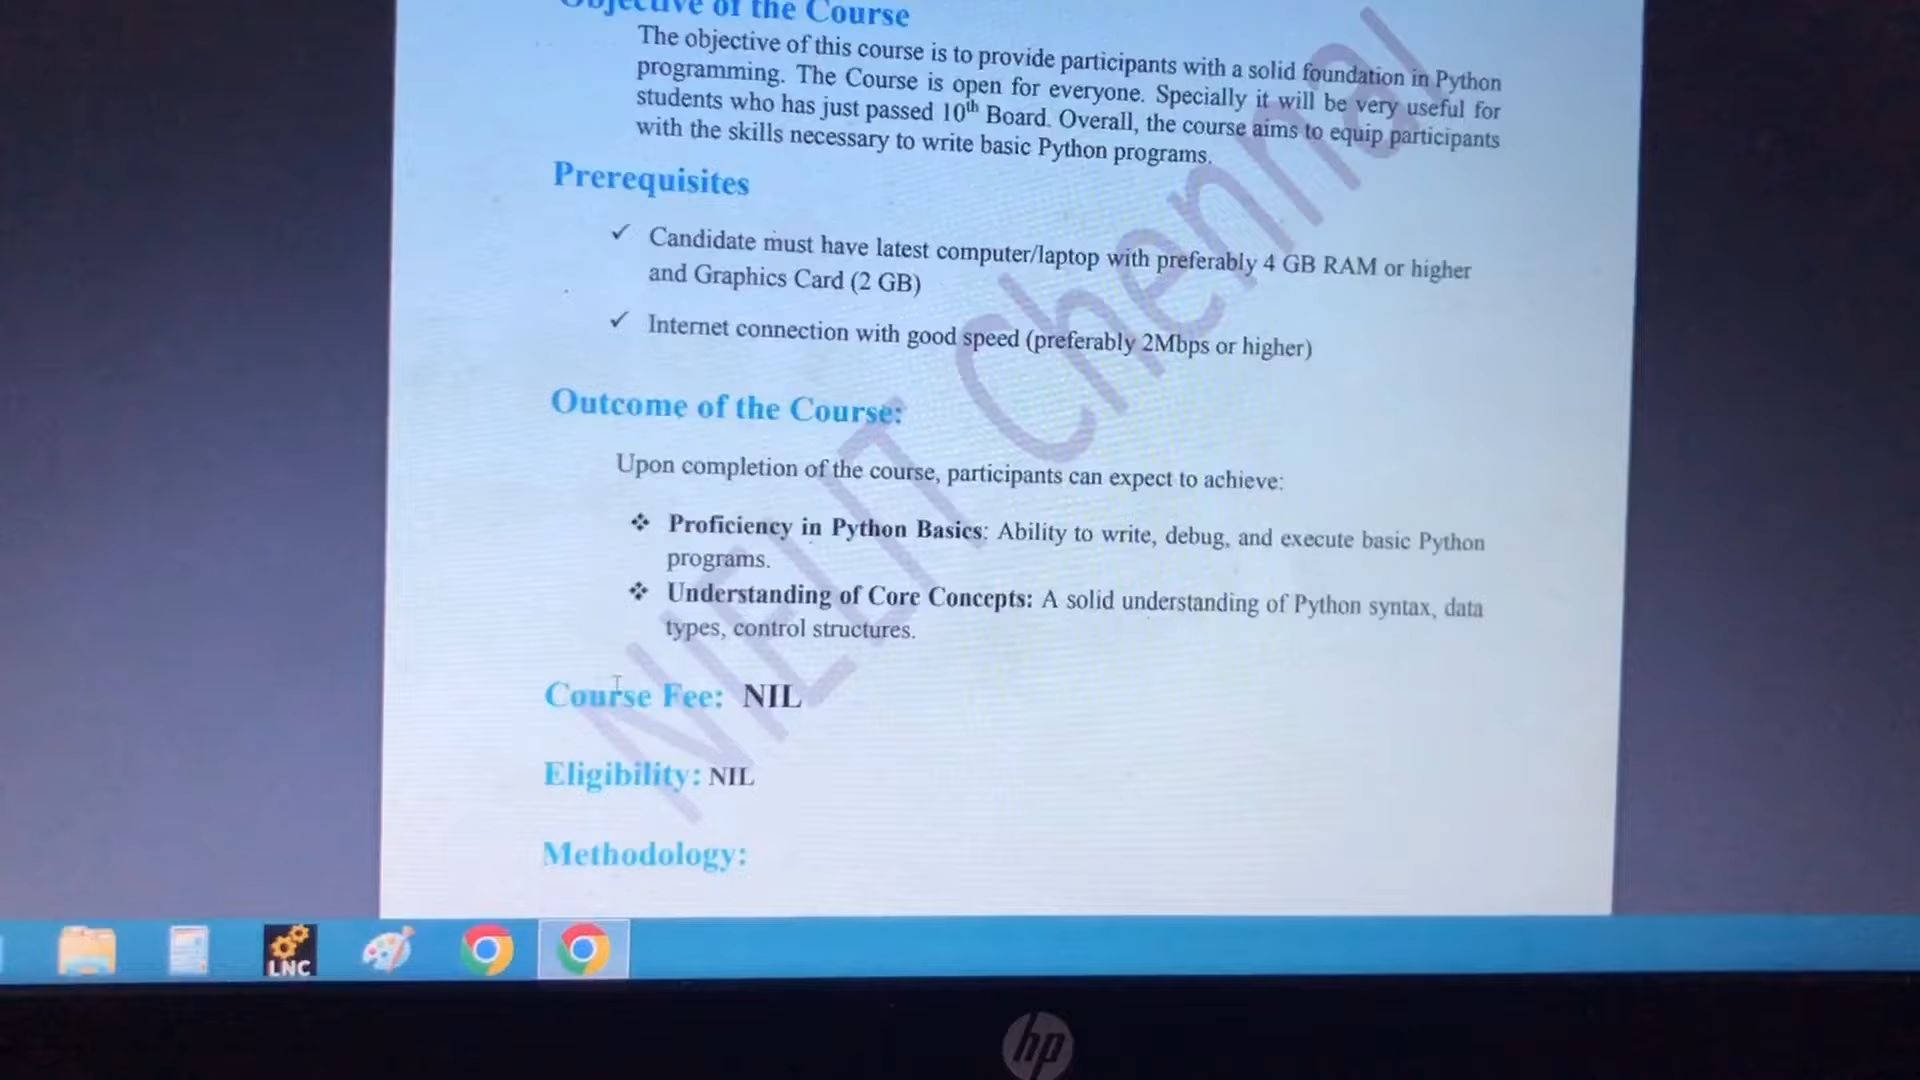 Objective of the Course
The objective of this course is to provide participants with a solid foundation in Python
programming. The Course is open for everyone. Specially it will be very useful for
students who has just passed 10th Board. Overall, the course aims to equip participants
with the skills necessary to write basic Python programs.
Prerequisites
✓ Candidate must have latest computer/laptop with preferably 4 GB RAM or higher
and Graphics Card (2 GB)
✓ Internet connection with good speed (preferably 2Mbps or higher)
Outcome of the Course:
Upon completion of the course, participants can expect to achieve:
❖ Proficiency in Python Basics: Ability to write, debug, and execute basic Python
programs.
❖ Understanding of Core Concepts: A solid understanding of Python syntax, data
types, control structures.
Course Fee: NIL
Eligibility: NIL
Methodology:
NIELIT Chennai
LNC
hp